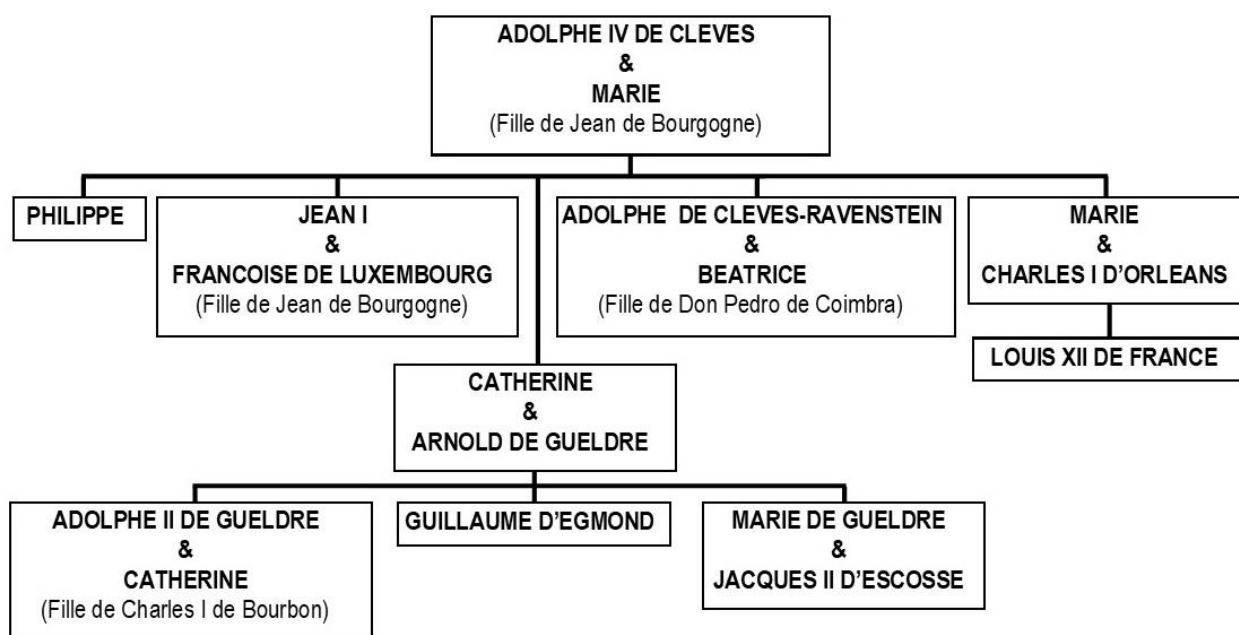 ADOLPHE IV DE CLEVES
&
MARIE
(Fille de Jean de Bourgogne)
PHILIPPE
JEAN I
&
FRANCOISE DE LUXEMBOURG
(Fille de Jean de Bourgogne)
ADOLPHE DE CLEVES-RAVENSTEIN
&
BEATRICE
(Fille de Don Pedro de Coimbra)
MARIE
&
CHARLES I D'ORLEANS
LOUIS XII DE FRANCE
CATHERINE
&
ARNOLD DE GUELDRE
ADOLPHE II DE GUELDRE
&
CATHERINE
(Fille de Charles I de Bourbon)
GUILLAUME D'EGMOND
MARIE DE GUELDRE
&
JACQUES II D'ESCOSSE